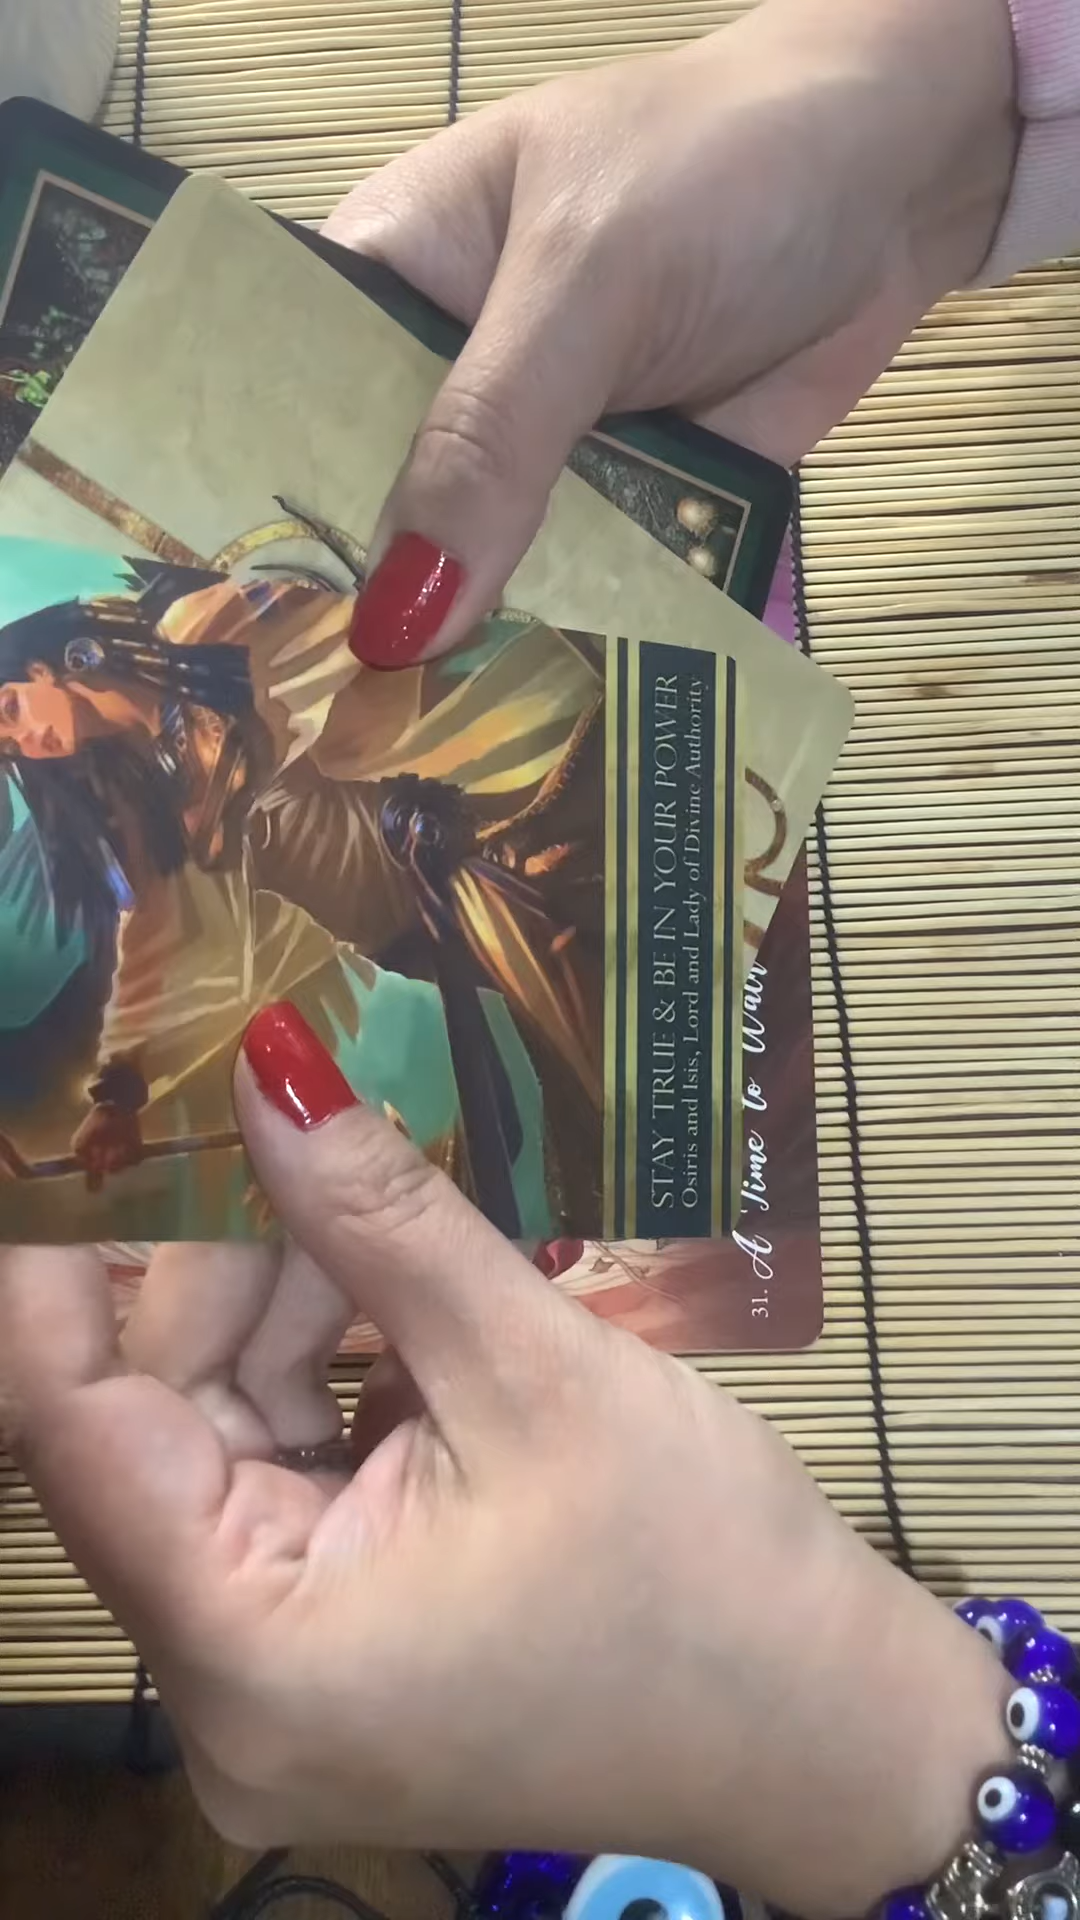 STAY TRUE & BE IN YOUR POWER
Osiris and Isis, Lord and Lady of Divine Authority
31. A Time to